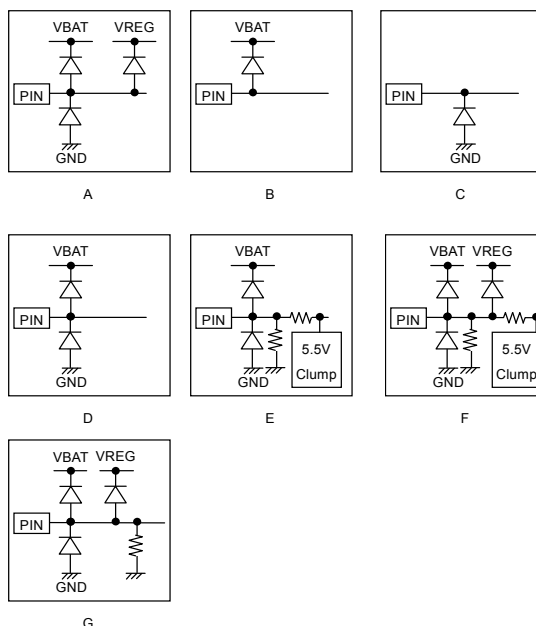 VBAT VREG
PIN
GND
A
VBAT
PIN
B
PIN
GND
C
VBAT
PIN
GND
D
VBAT
PIN
GND
5.5V
Clump
E
VBAT VREG
PIN
GND
5.5V
Clump
F
VBAT VREG
PIN
GND
G